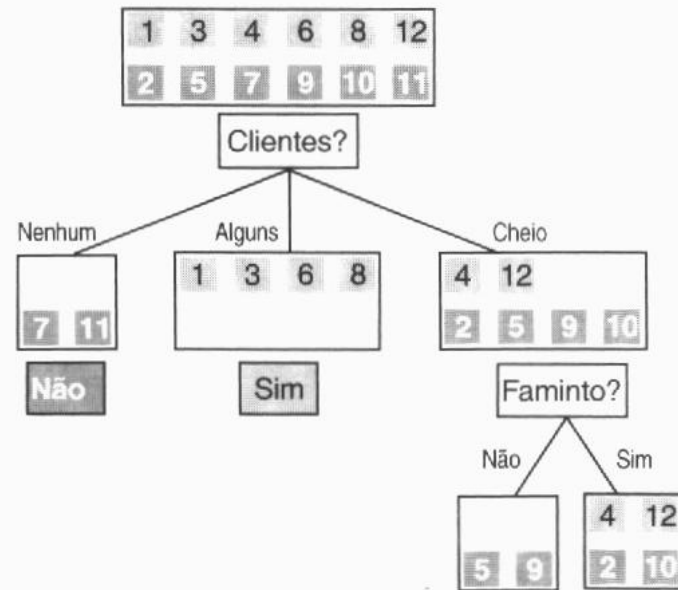 1 3 4 6 8 12
2 5 7 9 10 11
Clientes?
Nenhum Alguns Cheio
1 3 6 8 4 12
7 11 2 5 9 10
Não Sim Faminto?
Não Sim
4 12
5 9 2 10